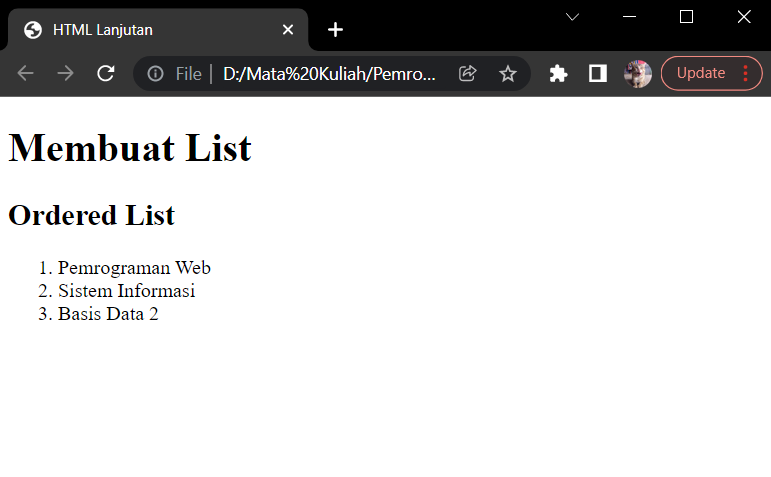 HTML Lanjutan
File | D:/Mata%20Kuliah/Pemro...
Update
Membuat List
Ordered List
1. Pemrograman Web
2. Sistem Informasi
3. Basis Data 2